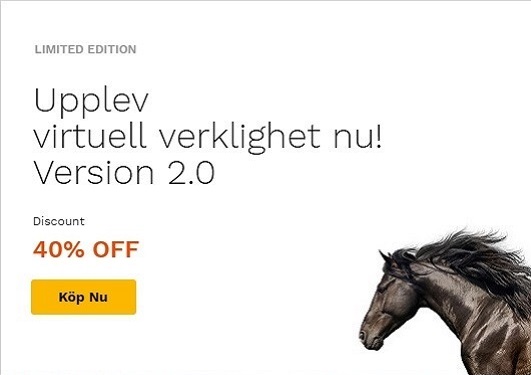 LIMITED EDITION
Upplev
virtuell verklighet nu!
Version 2.0
Discount
40% OFF
Köp Nu